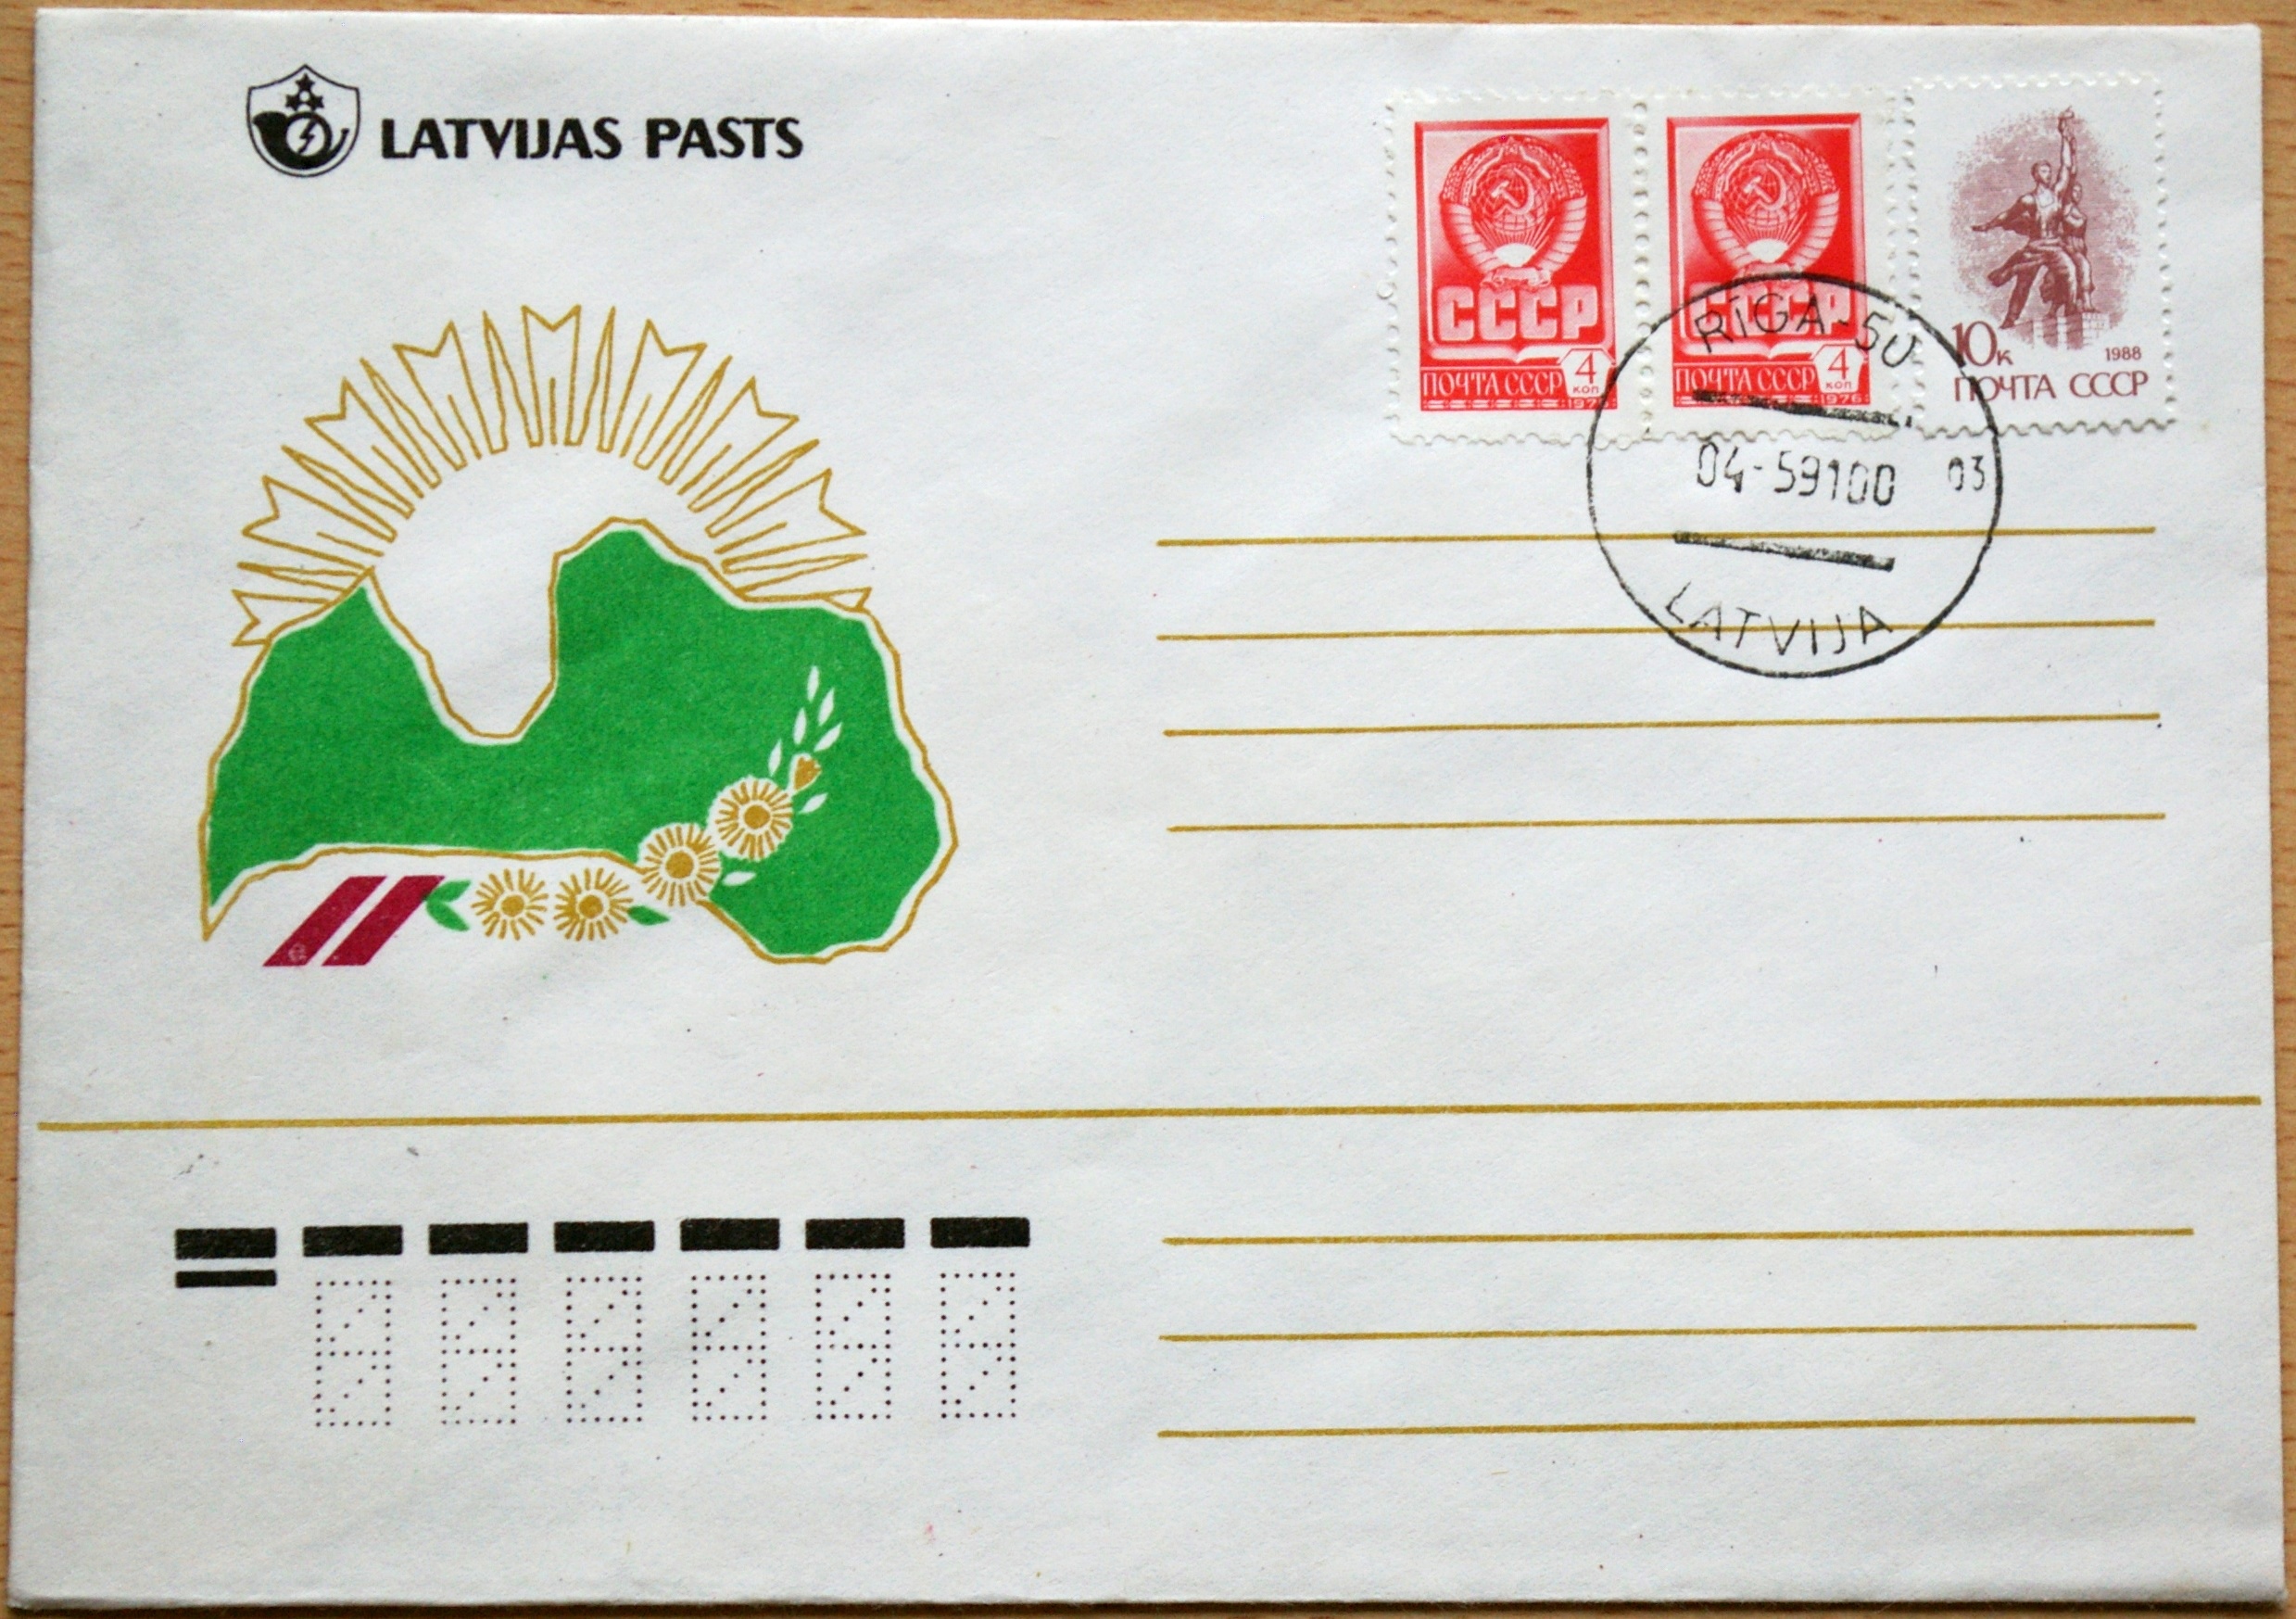 LATVIJAS PASTS
СССР
ПОЧТА СССР 4 КОП
1976
СССР
ПОЧТА СССР 4 КОП
1976
10к 1988
ПОЧТА СССР
RĪGA-50
04-59100 03
LATVIJA